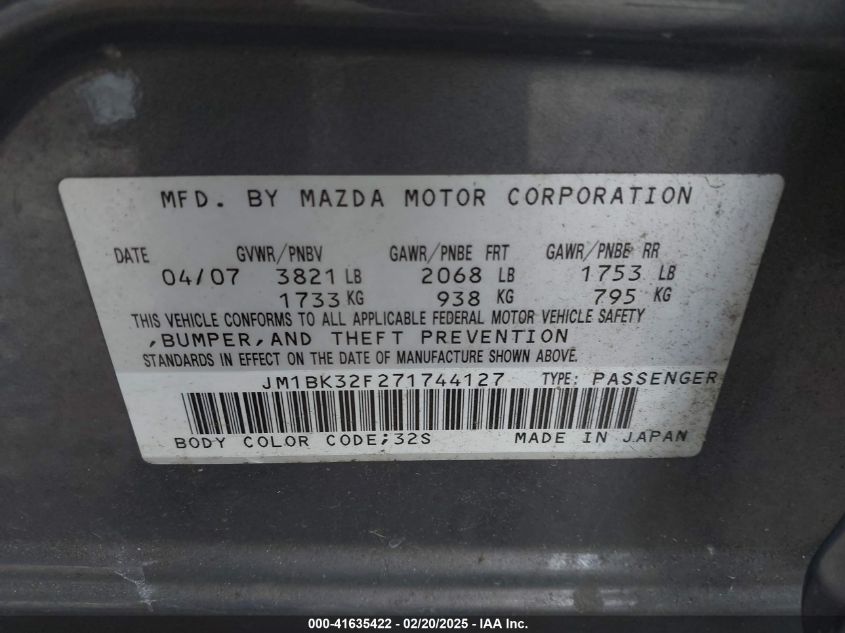 MFD. BY MAZDA MOTOR CORPORATION
DATE GVWR/PNBV GAWR/PNBE FRT GAWR/PNBE RR
04/07 3821 LB 2068 LB 1753 LB
1733 KG 938 KG 795 KG
THIS VEHICLE CONFORMS TO ALL APPLICABLE FEDERAL MOTOR VEHICLE SAFETY
,BUMPER,AND THEFT PREVENTION
STANDARDS IN EFFECT ON THE DATE OF MANUFACTURE SHOWN ABOVE.
JM1BK32F271744127 TYPE: PASSENGER
BODY COLOR CODE;32S MADE IN JAPAN
000-41635422 - 02/20/2025 - IAA Inc.